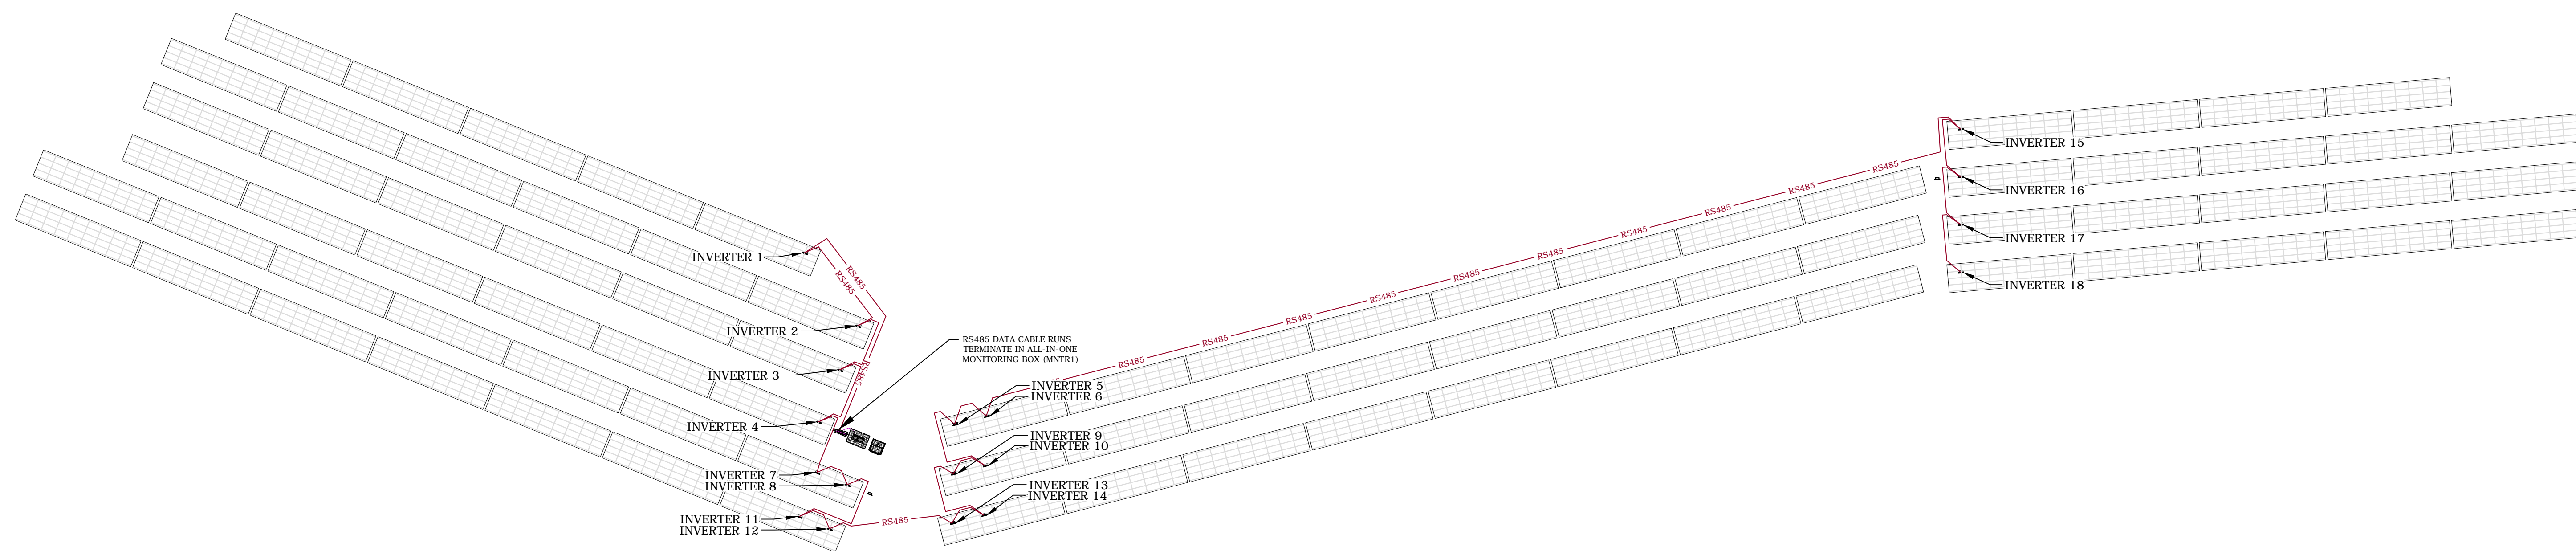 INVERTER 1
RS485
RS485
INVERTER 2
INVERTER 3
RS485
RS485 DATA CABLE RUNS
TERMINATE IN ALL-IN-ONE
MONITORING BOX (MNTR1)
INVERTER 4
INVERTER 7
INVERTER 8
INVERTER 11
INVERTER 12
RS485
INVERTER 5
INVERTER 6
INVERTER 9
INVERTER 10
INVERTER 13
INVERTER 14
RS485
RS485
RS485
RS485
RS485
RS485
RS485
RS485
RS485
RS485
INVERTER 15
INVERTER 16
INVERTER 17
INVERTER 18